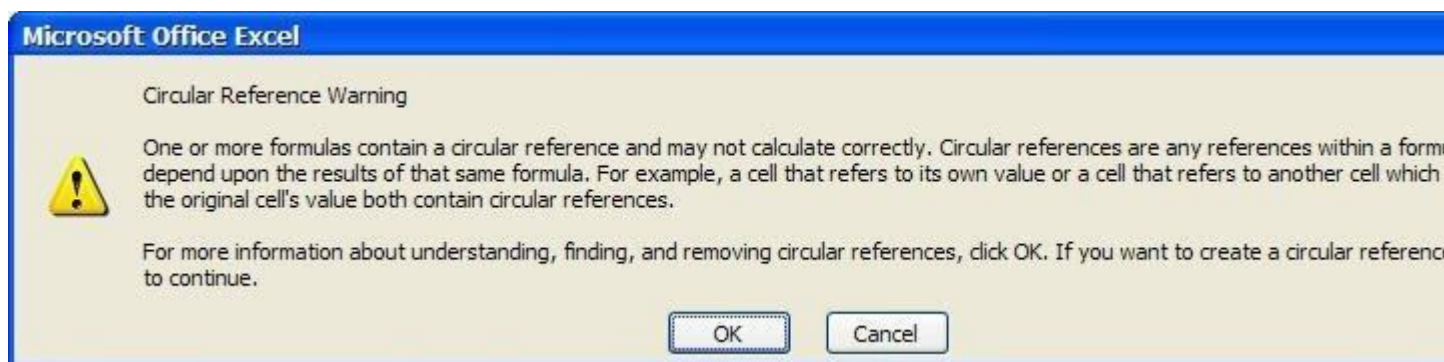 Microsoft Office Excel
Circular Reference Warning
One or more formulas contain a circular reference and may not calculate correctly. Circular references are any references within a
depend upon the results of that same formula. For example, a cell that refers to its own value or a cell that refers to another cell which
the original cell's value both contain circular references.
For more information about understanding, finding, and removing circular references, click OK. If you want to create a circular
to continue.
OK Cancel